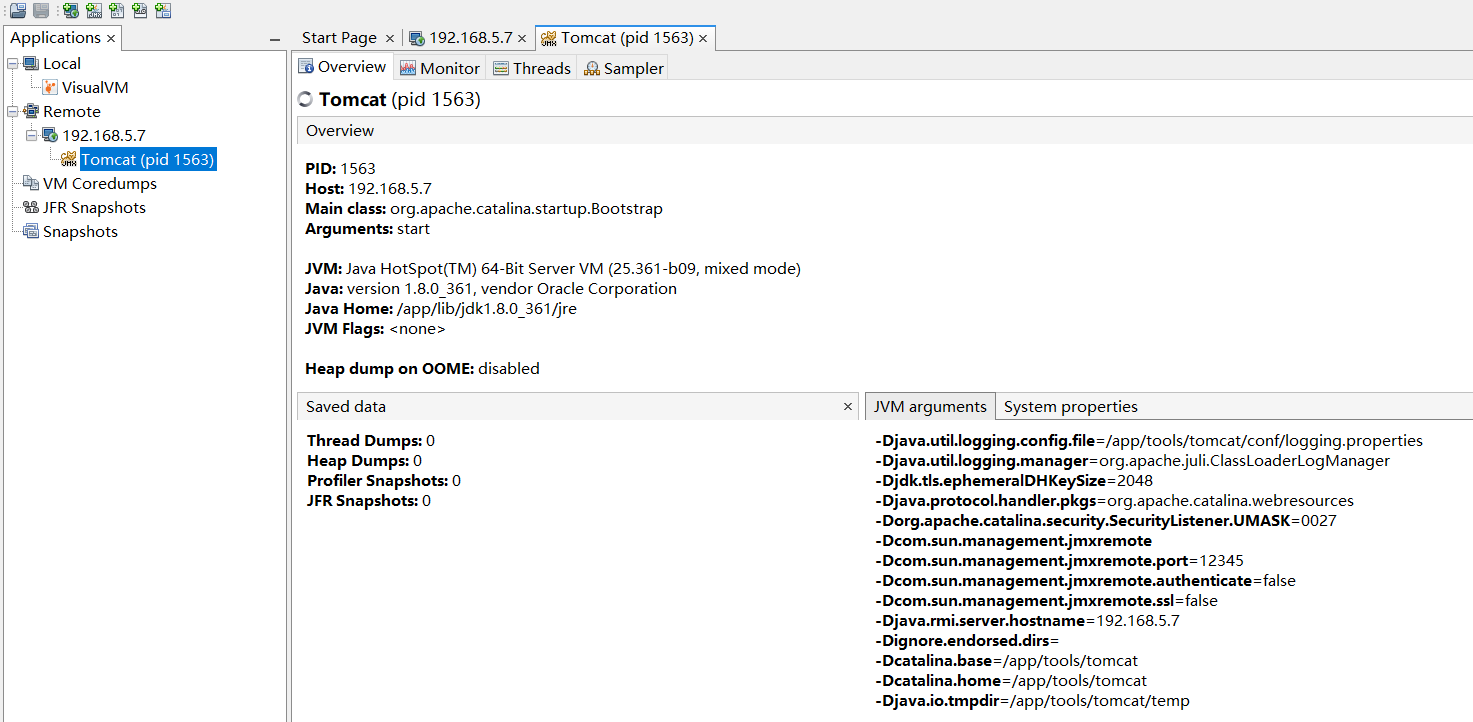 Applications ×
Local
VisualVM
Remote
192.168.5.7
Tomcat (pid 1563)
VM Coredumps
JFR Snapshots
Snapshots
Start Page × 192.168.5.7 × Tomcat (pid 1563) ×
Overview Monitor Threads Sampler
Tomcat (pid 1563)
Overview
PID: 1563
Host: 192.168.5.7
Main class: org.apache.catalina.startup.Bootstrap
Arguments: start
JVM: Java HotSpot(TM) 64-Bit Server VM (25.361-b09, mixed mode)
Java: version 1.8.0_361, vendor Oracle Corporation
Java Home: /app/lib/jdk1.8.0_361/jre
JVM Flags: <none>
Heap dump on OOME: disabled
Saved data ×
Thread Dumps: 0
Heap Dumps: 0
Profiler Snapshots: 0
JFR Snapshots: 0
JVM arguments System properties
-Djava.util.logging.config.file=/app/tools/tomcat/conf/logging.properties
-Djava.util.logging.manager=org.apache.juli.ClassLoaderLogManager
-Djdk.tls.ephemeralDHKeySize=2048
-Djava.protocol.handler.pkgs=org.apache.catalina.webresources
-Dorg.apache.catalina.security.SecurityListener.UMASK=0027
-Dcom.sun.management.jmxremote
-Dcom.sun.management.jmxremote.port=12345
-Dcom.sun.management.jmxremote.authenticate=false
-Dcom.sun.management.jmxremote.ssl=false
-Djava.rmi.server.hostname=192.168.5.7
-Dignore.endorsed.dirs=
-Dcatalina.base=/app/tools/tomcat
-Dcatalina.home=/app/tools/tomcat
-Djava.io.tmpdir=/app/tools/tomcat/temp